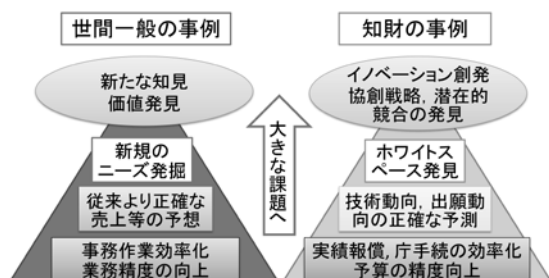 世間一般の事例
新たな知見
価値発見
新規の
ニーズ発掘
従来より正確な
売上等の予想
事務作業効率化
業務精度の向上
大きな課題へ
知財の事例
イノベーション創発
協創戦略，潜在的
競合の発見
ホワイトス
ペース発見
技術動向，出願動
向の正確な予測
実績報償，庁手続の効率化
予算の精度向上